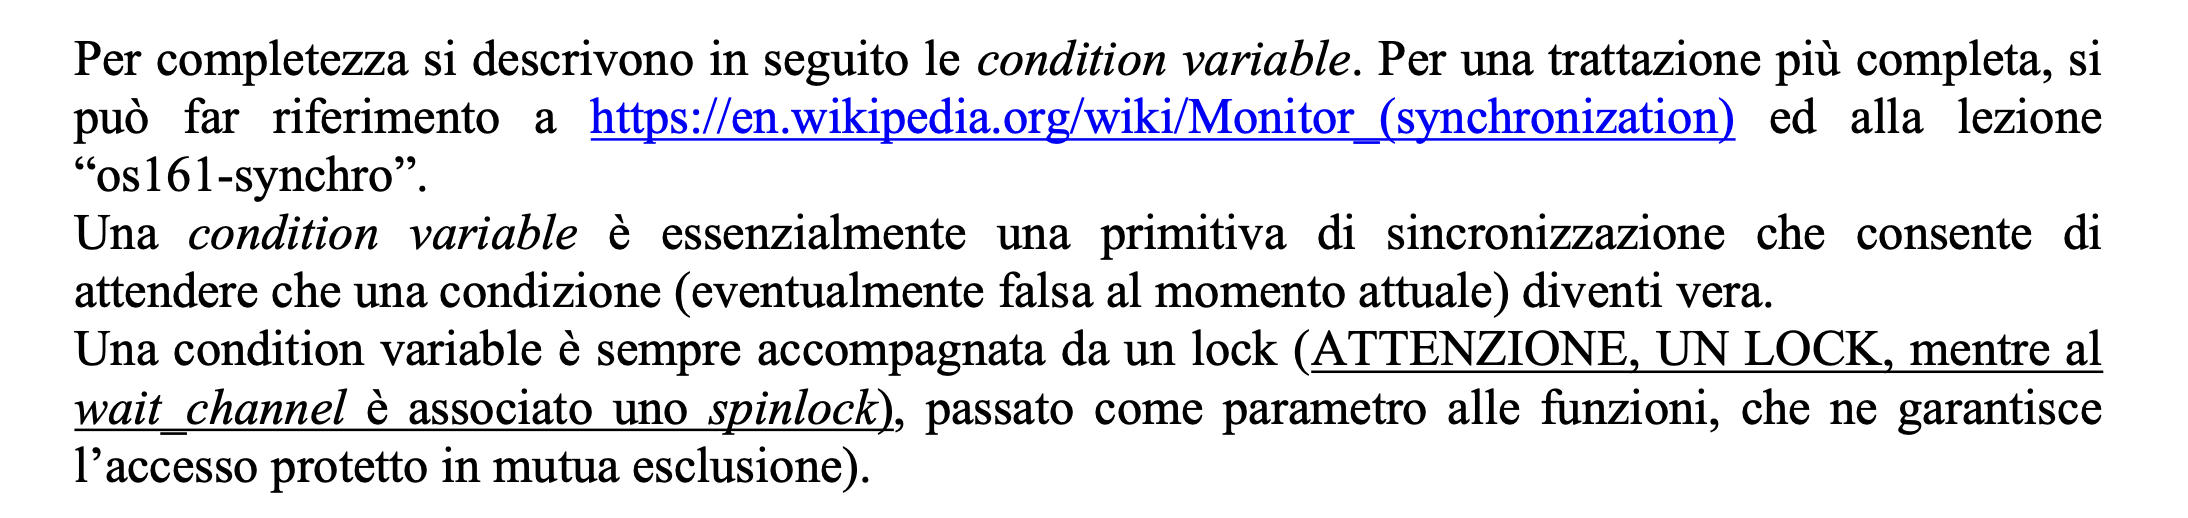 Per completezza si descrivono in seguito le condition variable. Per una trattazione più completa, si
può far riferimento a https://en.wikipedia.org/wiki/Monitor_(synchronization) ed alla lezione
“os161-synchro”.
Una condition variable è essenzialmente una primitiva di sincronizzazione che consente di
attendere che una condizione (eventualmente falsa al momento attuale) diventi vera.
Una condition variable è sempre accompagnata da un lock (ATTENZIONE, UN LOCK, mentre al
wait_channel è associato uno spinlock), passato come parametro alle funzioni, che ne garantisce
l’accesso protetto in mutua esclusione).